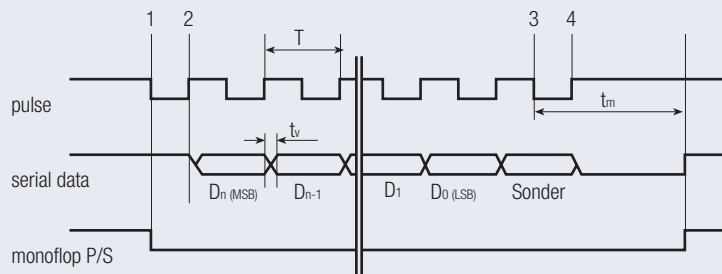 1 2 3 4
T
tm
pulse
tv
serial data
Dn (MSB) Dn-1 D1 D0 (LSB) Sonder
monoflop P/S